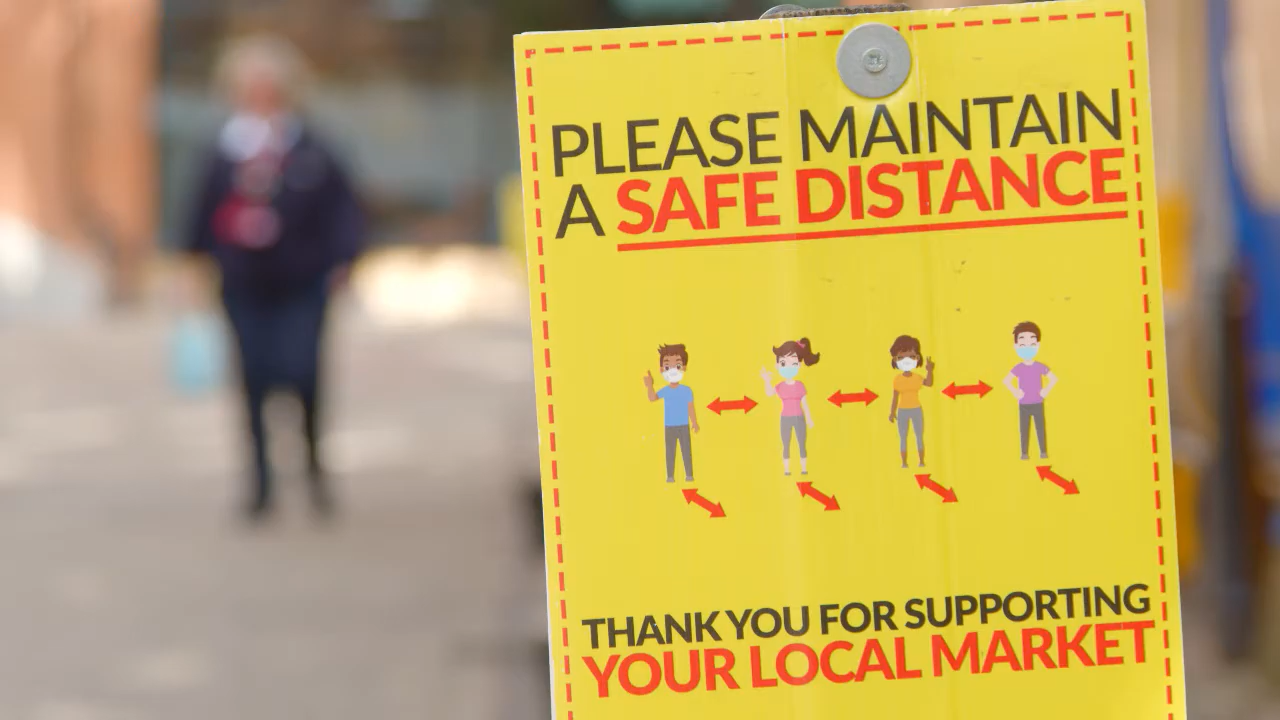 PLEASE MAINTAIN
A SAFE DISTANCE
THANK YOU FOR SUPPORTING
YOUR LOCAL MARKET